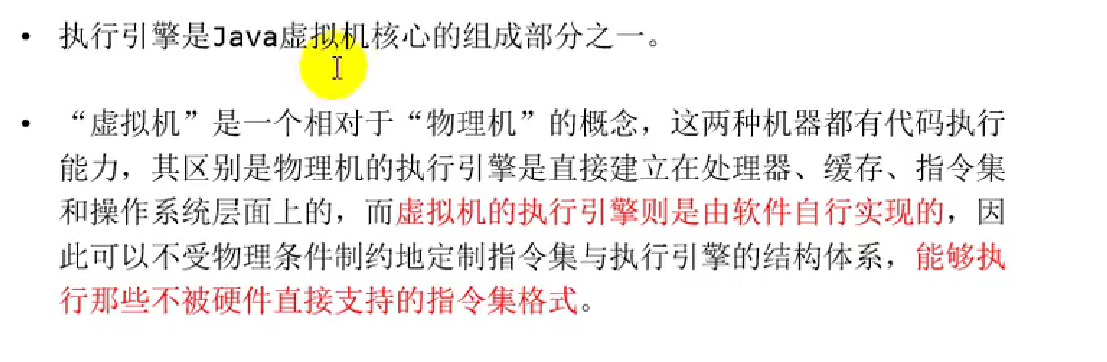 • 执行引擎是Java虚拟机核心的组成部分之一。
• “虚拟机”是一个相对于“物理机”的概念，这两种机器都有代码执行
能力，其区别是物理机的执行引擎是直接建立在处理器、缓存、指令集
和操作系统层面上的，而虚拟机的执行引擎则是由软件自行实现的，因
此可以不受物理条件制约地定制指令集与执行引擎的结构体系，能够执
行那些不被硬件直接支持的指令集格式。